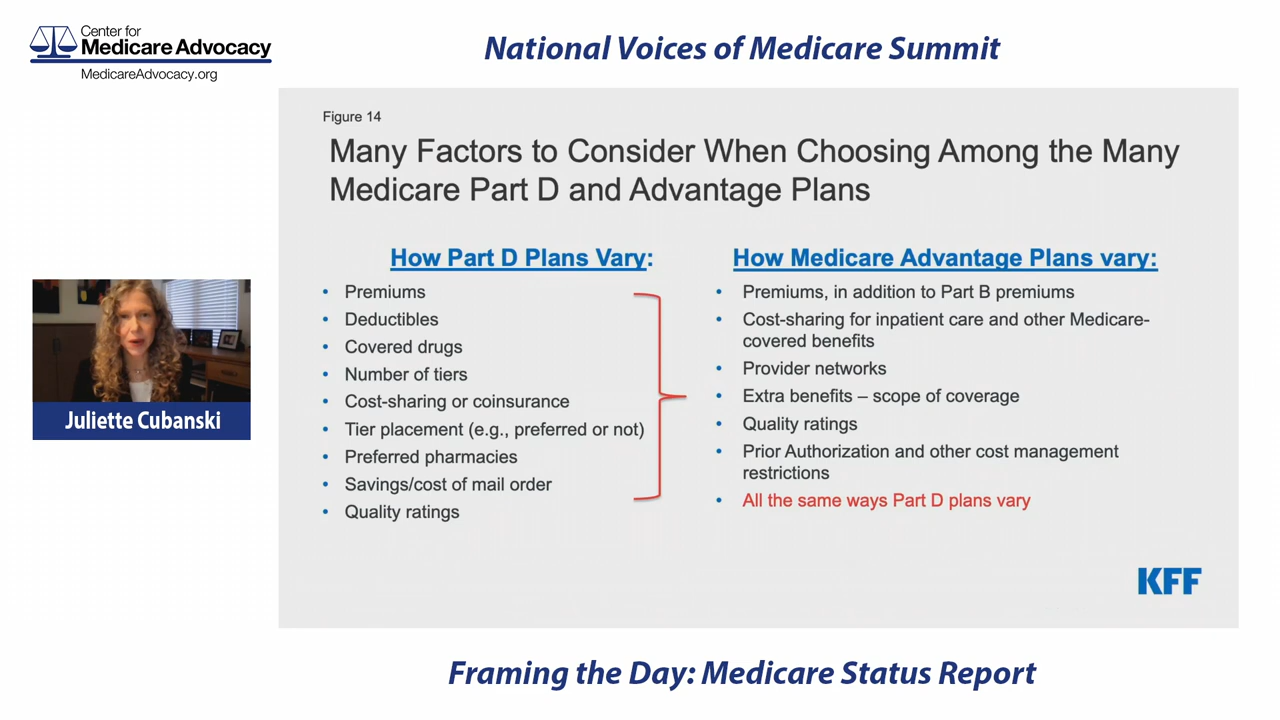 Center for
Medicare Advocacy
MedicareAdvocacy.org
National Voices of Medicare Summit
Figure 14
Many Factors to Consider When Choosing Among the Many
Medicare Part D and Advantage Plans
How Part D Plans Vary:
• Premiums
• Deductibles
• Covered drugs
• Number of tiers
• Cost-sharing or coinsurance
• Tier placement (e.g., preferred or not)
• Preferred pharmacies
• Savings/cost of mail order
• Quality ratings
How Medicare Advantage Plans vary:
• Premiums, in addition to Part B premiums
• Cost-sharing for inpatient care and other Medicare-
covered benefits
• Provider networks
• Extra benefits – scope of coverage
• Quality ratings
• Prior Authorization and other cost management
restrictions
• All the same ways Part D plans vary
KFF
Juliette Cubanski
Framing the Day: Medicare Status Report